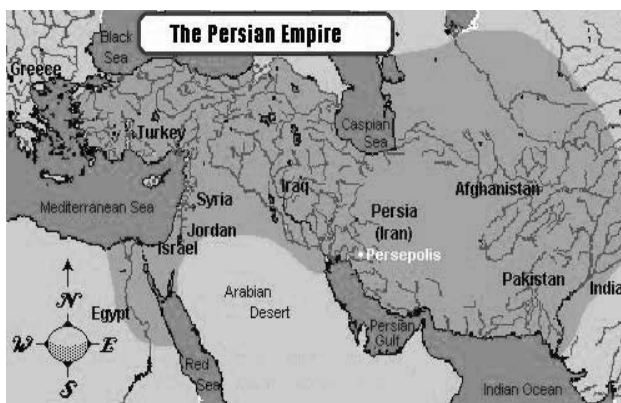 The Persian Empire
Black
Sea
Greece
Turkey
Caspian
Sea
Syria
Iraq
Afghanistan
Mediterranean Sea
Persia
(Iran)
Jordan
Israel
Persepolis
Pakistan
India
Arabian
Desert
Egypt
Persian
Gulf
Red
Sea
Indian Ocean
N
W
E
S